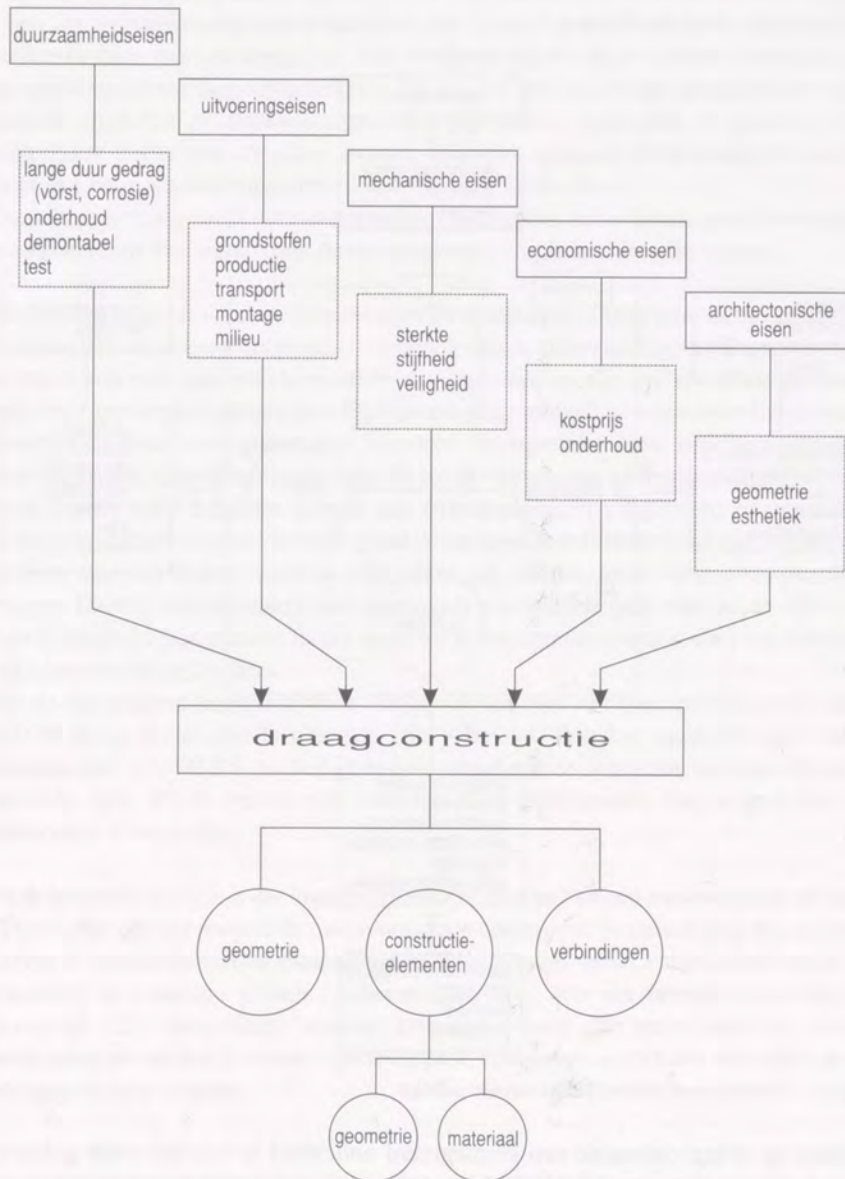 duurzaamheidseisen
lange duur gedrag
(vorst, corrosie)
onderhoud
demontabel
test
uitvoeringseisen
grondstoffen
productie
transport
montage
milieu
mechanische eisen
sterkte
stijfheid
veiligheid
economische eisen
kostprijs
onderhoud
architectonische
eisen
geometrie
esthetiek
draagconstructie
geometrie
constructie-
elementen
verbindingen
geometrie
materiaal